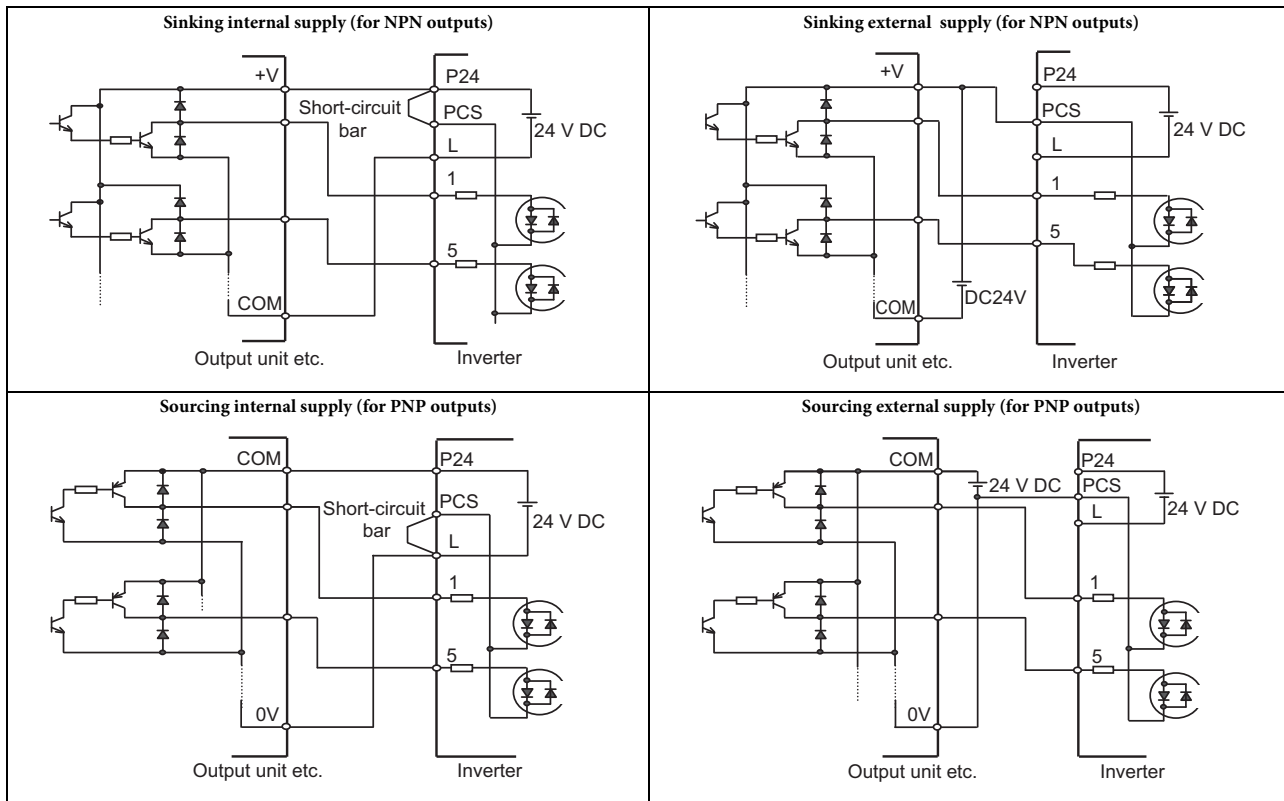 Sinking internal supply (for NPN outputs)
+V
P24
Short-circuit
bar
PCS
24 V DC
L
1
5
COM
Output unit etc.
Inverter
Sinking external supply (for NPN outputs)
+V
P24
PCS
24 V DC
L
1
5
DC24V
COM
Output unit etc.
Inverter
Sourcing internal supply (for PNP outputs)
COM
P24
Short-circuit
bar
PCS
24 V DC
L
1
5
0V
Output unit etc.
Inverter
Sourcing external supply (for PNP outputs)
COM
P24
24 V DC
PCS
24 V DC
L
1
5
0V
Output unit etc.
Inverter